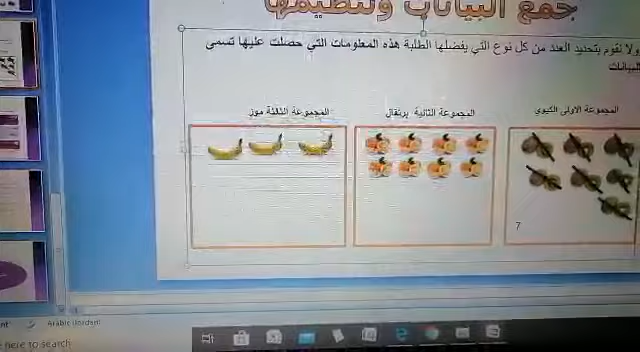 جمع البيانات وتنظيمها
ولا نقوم بتحديد العدد من كل نوع التي يفضلها الطلبة هذه المعلومات التي حصلت عليها تسمى
البيانات
المجموعة الاولى الكيوي
المجموعة الثانية برتقال
المجموعة الثالثة موز
7
Arabic (Jordan)
here to search